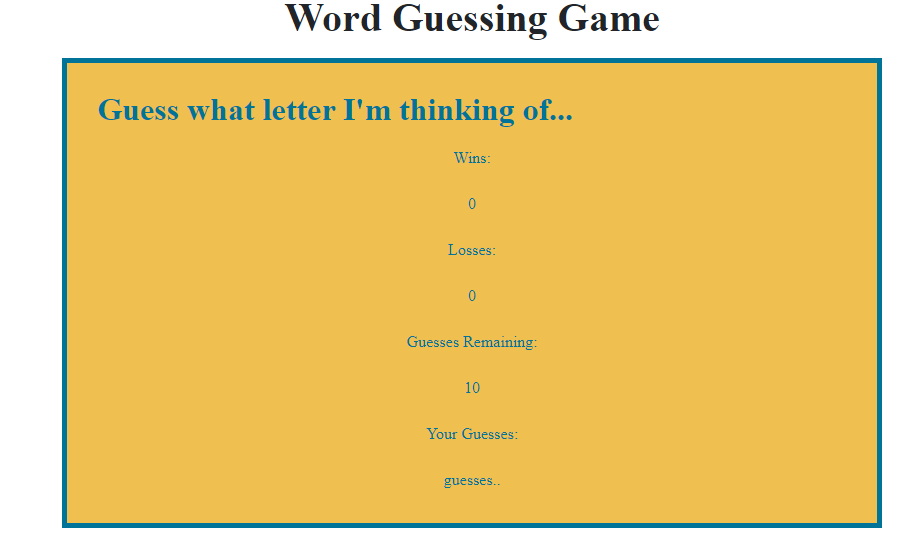 Word Guessing Game
Guess what letter I'm thinking of...
Wins:
0
Losses:
0
Guesses Remaining:
10
Your Guesses:
guesses..